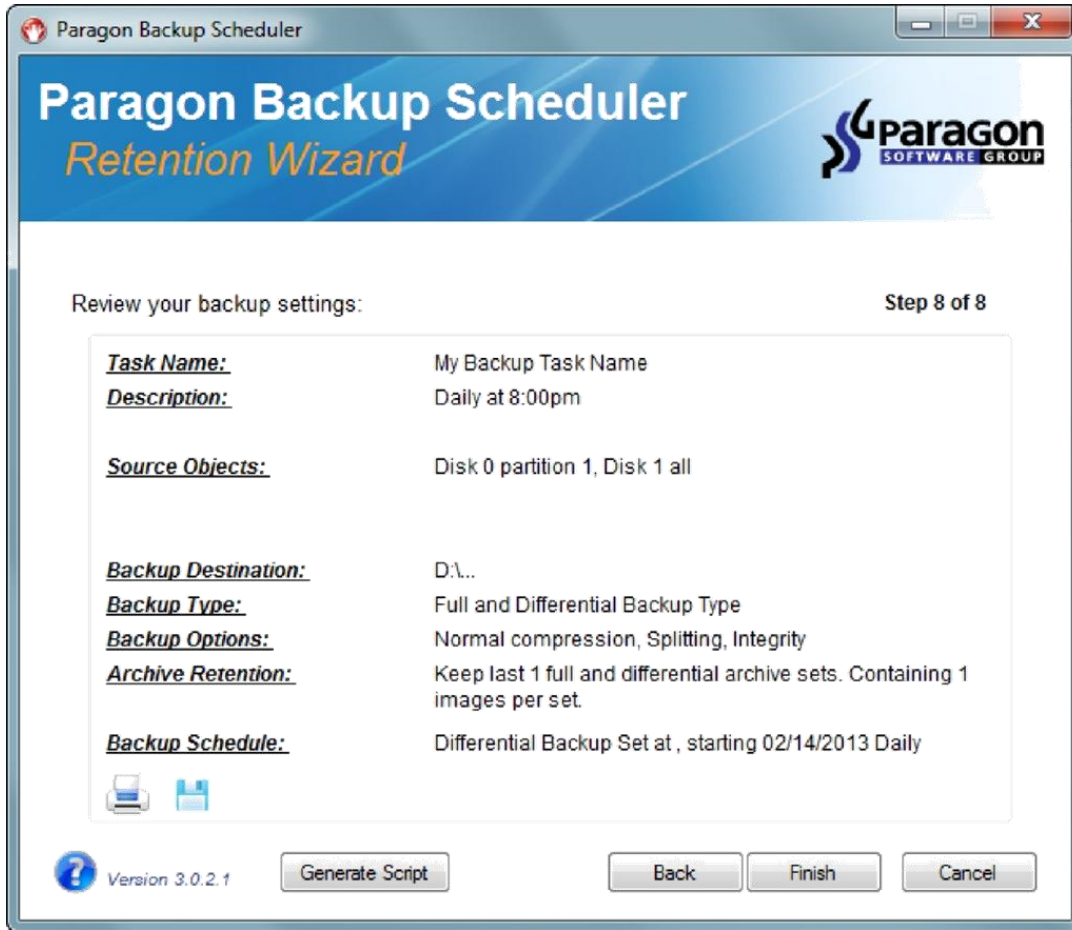 Paragon Backup Scheduler
Paragon Backup Scheduler
Retention Wizard
Paragon
SOFTWARE GROUP
Review your backup settings:
Step 8 of 8
Task Name: My Backup Task Name
Description: Daily at 8:00pm
Source Objects: Disk 0 partition 1, Disk 1 all
Backup Destination: D:\...
Backup Type: Full and Differential Backup Type
Backup Options: Normal compression, Splitting, Integrity
Archive Retention: Keep last 1 full and differential archive sets. Containing 1
images per set.
Backup Schedule: Differential Backup Set at , starting 02/14/2013 Daily
? Version 3.0.2.1 Generate Script Back Finish Cancel